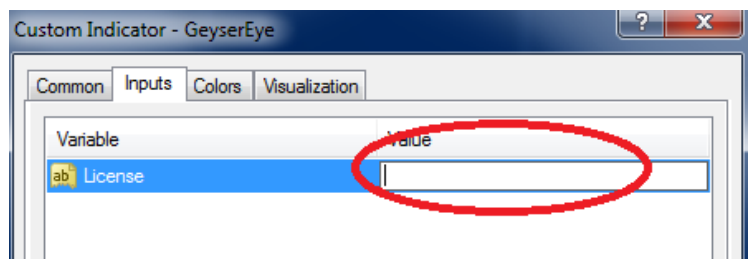 Custom Indicator - GeyserEye
? X
Common Inputs Colors Visualization
Variable Value
ab License